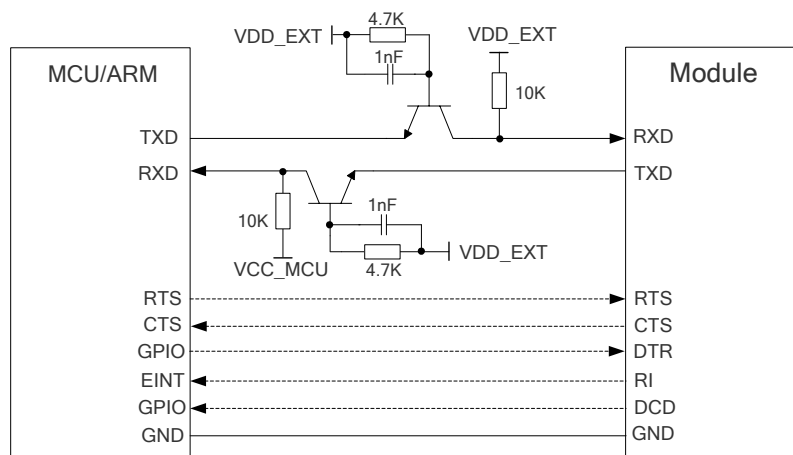 4.7K
VDD_EXT
VDD_EXT
1nF
MCU/ARM
Module
10K
TXD
RXD
RXD
TXD
1nF
10K
VDD_EXT
VCC_MCU
4.7K
RTS
RTS
CTS
CTS
GPIO
DTR
EINT
RI
GPIO
DCD
GND
GND